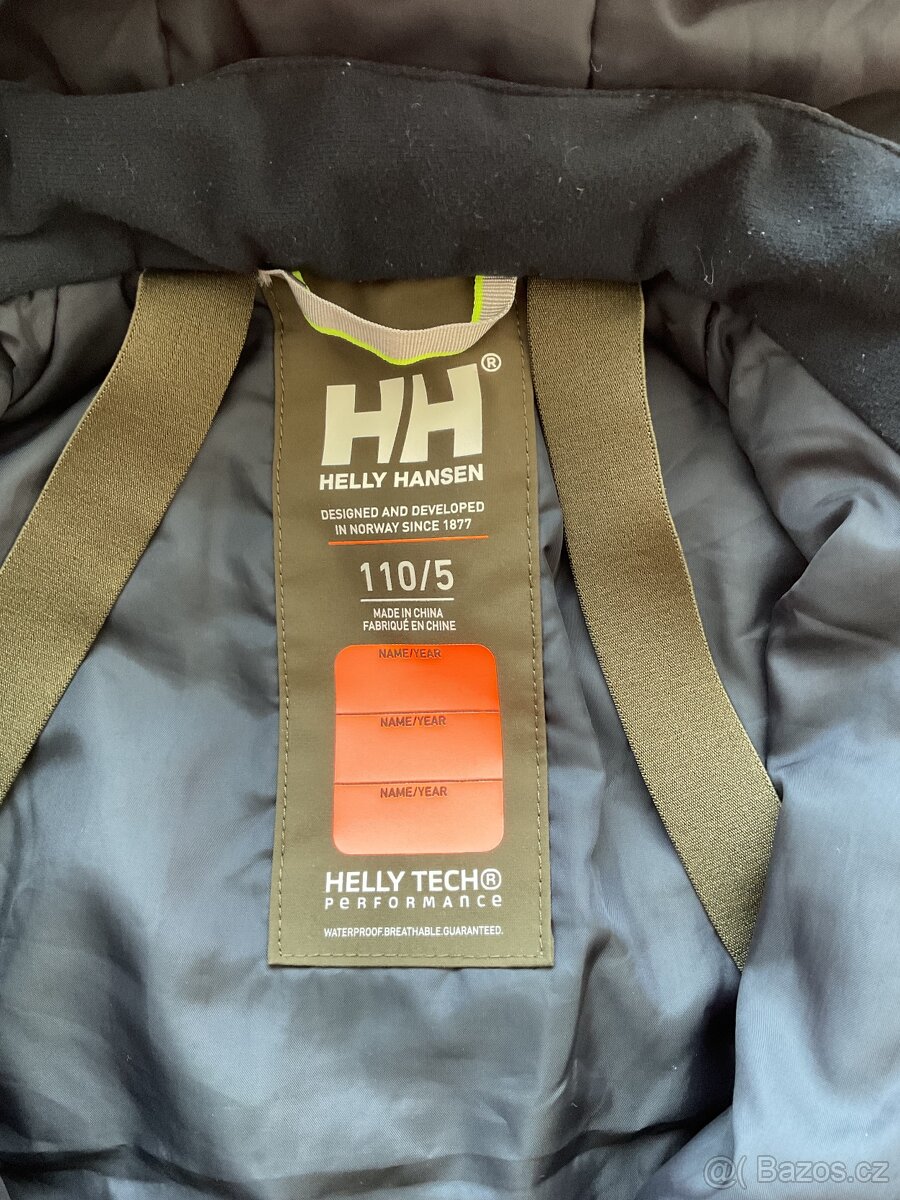 HH®
HELLY HANSEN
DESIGNED AND DEVELOPED
IN NORWAY SINCE 1877
110/5
MADE IN CHINA
FABRIQUÉ EN CHINE
NAME/YEAR
NAME/YEAR
NAME/YEAR
HELLY TECH®
PERFORMANCE
WATERPROOF.BREATHABLE.GUARANTEED.
@( Bazos.cz